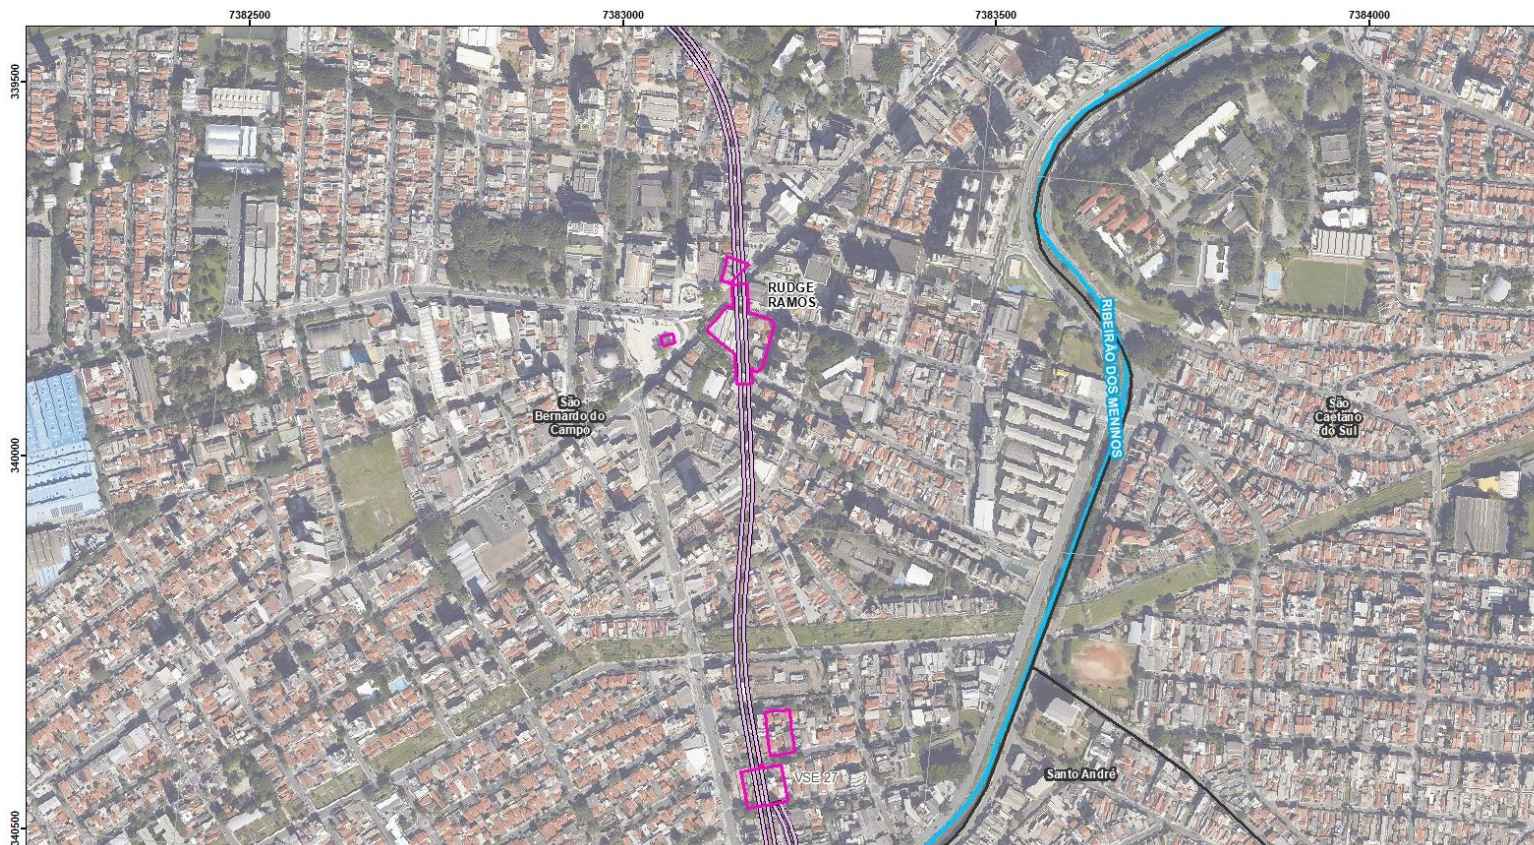 7382500
7383000
7383500
7384000
339500
RUDGE
RAMOS
RIBEIRÃO DOS MENINOS
São
Bernardo do
Campo
São
Caetano
do Sul
340000
VSE 27
Santo André
340500